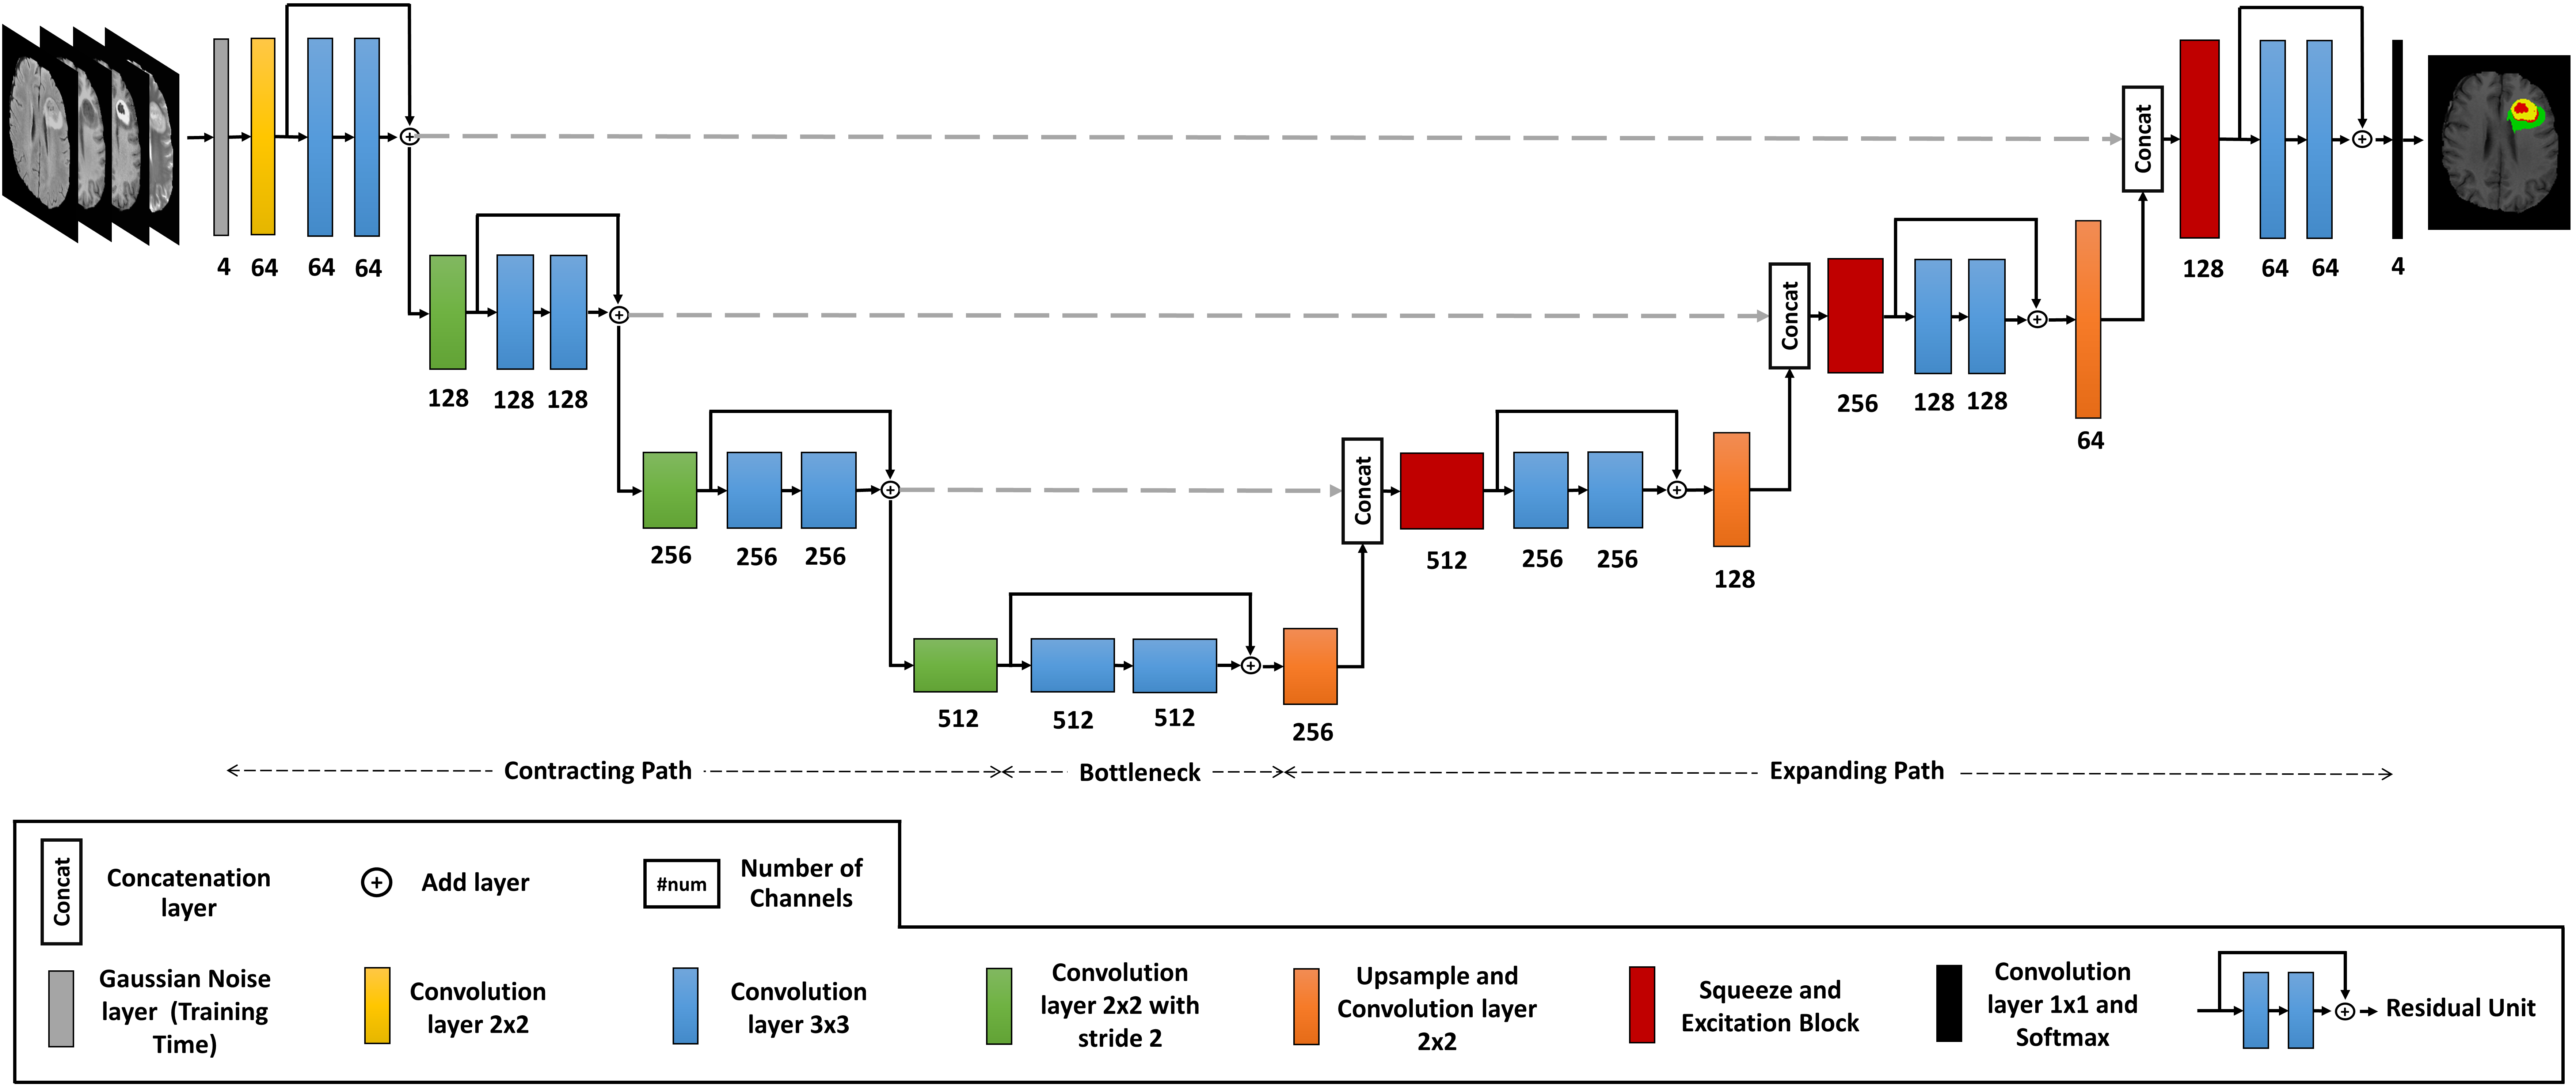 Concat
4
64
64
64
128
64
64
4
Concat
128
128
128
256
128
128
64
Concat
256
256
256
512
256
256
128
512
512
512
256
Contracting Path
Bottleneck
Expanding Path
Concat
Concatenation
layer
Add layer
#num
Number of
Channels
Gaussian Noise
layer (Training
Time)
Convolution
layer 2x2
Convolution
layer 3x3
Convolution
layer 2x2 with
stride 2
Upsample and
Convolution layer
2x2
Squeeze and
Excitation Block
Convolution
layer 1x1 and
Softmax
Residual Unit